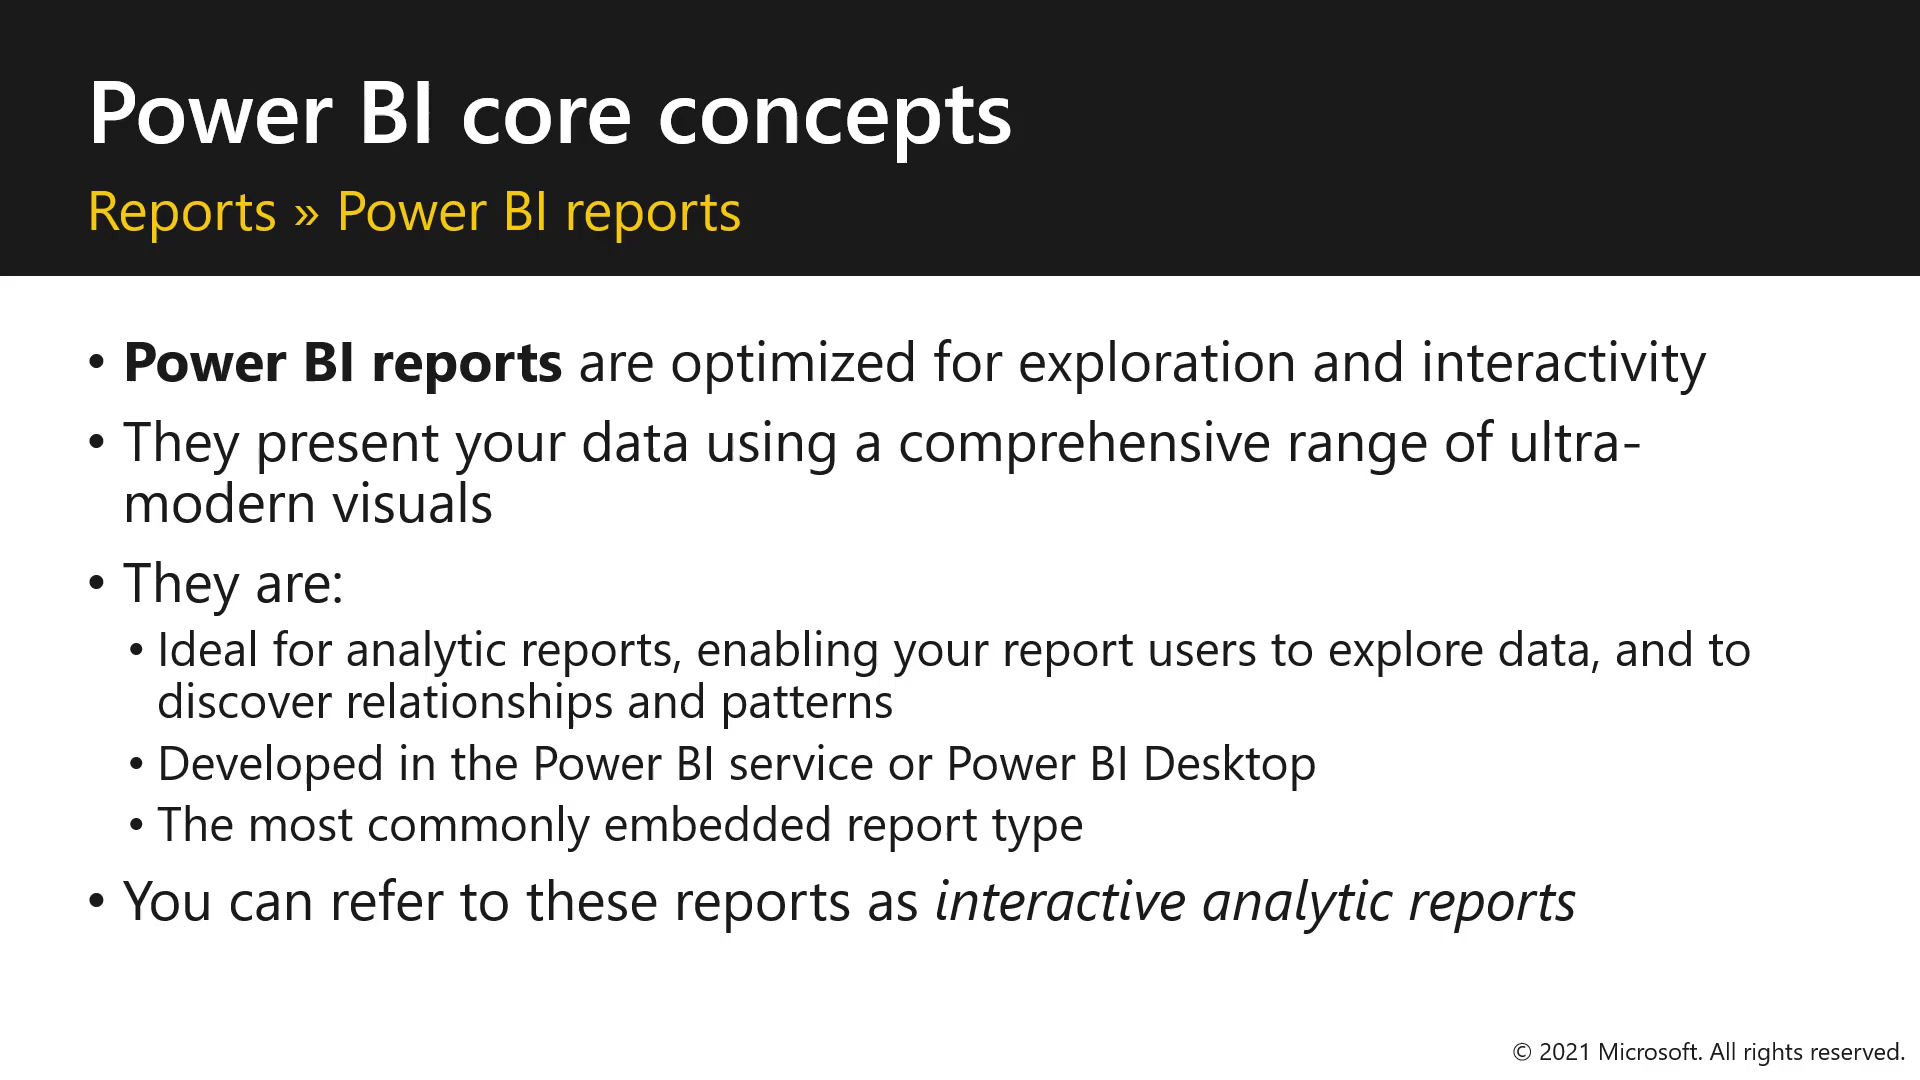 Power BI core concepts
Reports » Power BI reports
• Power BI reports are optimized for exploration and interactivity
• They present your data using a comprehensive range of ultra-
modern visuals
• They are:
• Ideal for analytic reports, enabling your report users to explore data, and to
discover relationships and patterns
• Developed in the Power BI service or Power BI Desktop
• The most commonly embedded report type
• You can refer to these reports as interactive analytic reports
© 2021 Microsoft. All rights reserved.